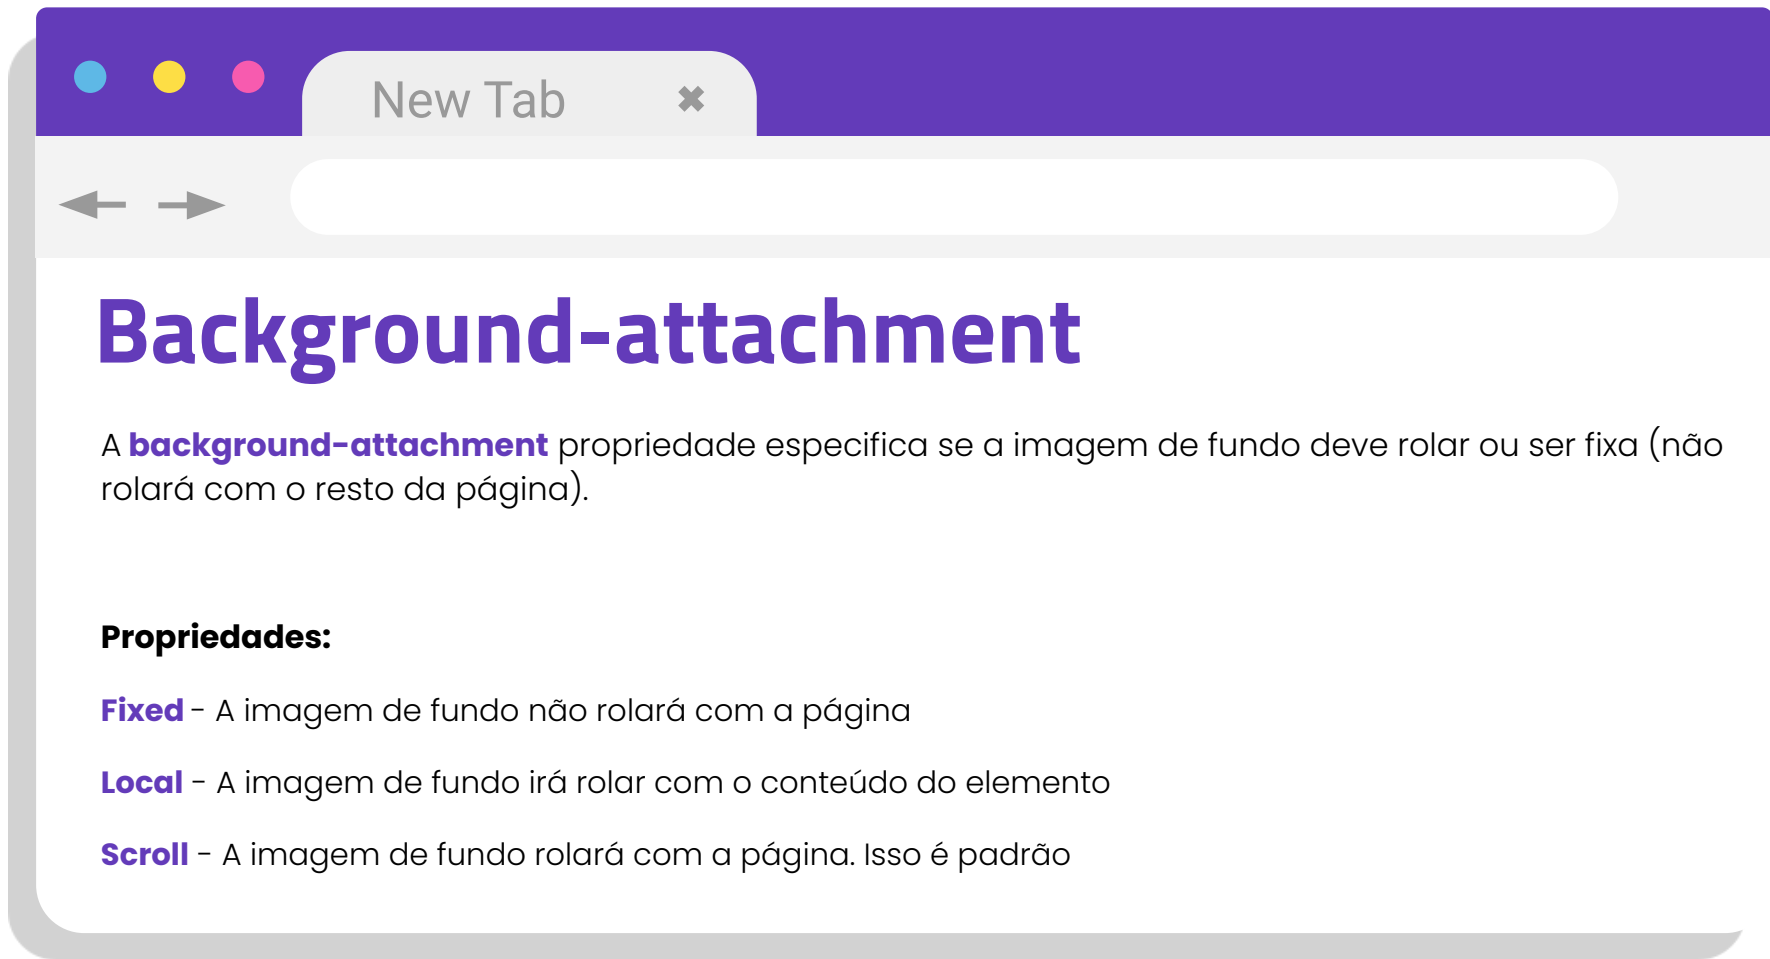 New Tab ✖
Background-attachment
A background-attachment propriedade especifica se a imagem de fundo deve rolar ou ser fixa (não
rolará com o resto da página).
Propriedades:
Fixed - A imagem de fundo não rolará com a página
Local - A imagem de fundo irá rolar com o conteúdo do elemento
Scroll - A imagem de fundo rolará com a página. Isso é padrão